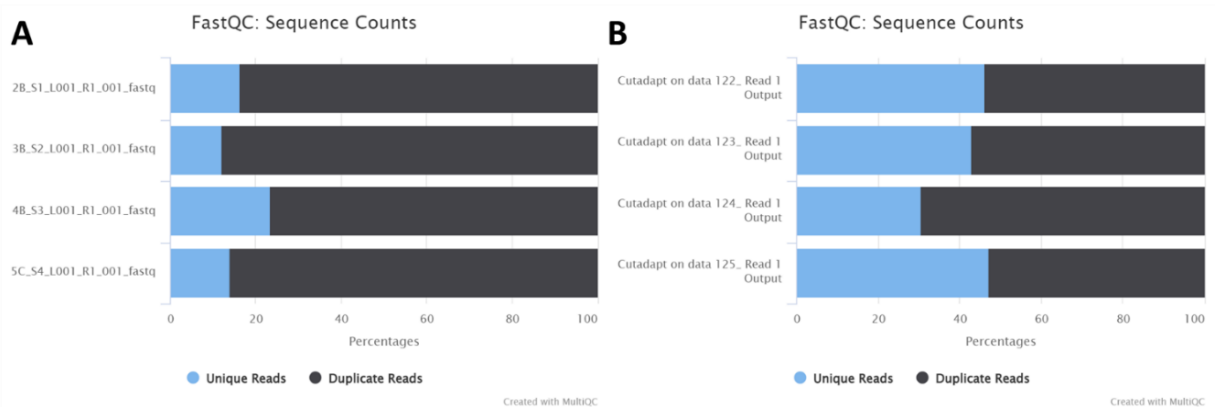 A
FastQC: Sequence Counts
2B_S1_L001_R1_001_fastq
3B_S2_L001_R1_001_fastq
4B_S3_L001_R1_001_fastq
5C_S4_L001_R1_001_fastq
0 20 40 60 80 100
Percentages
Unique Reads Duplicate Reads
Created with MultiQC
B
FastQC: Sequence Counts
Cutadapt on data 122_ Read 1
Output
Cutadapt on data 123_ Read 1
Output
Cutadapt on data 124_ Read 1
Output
Cutadapt on data 125_ Read 1
Output
0 20 40 60 80 100
Percentages
Unique Reads Duplicate Reads
Created with MultiQC